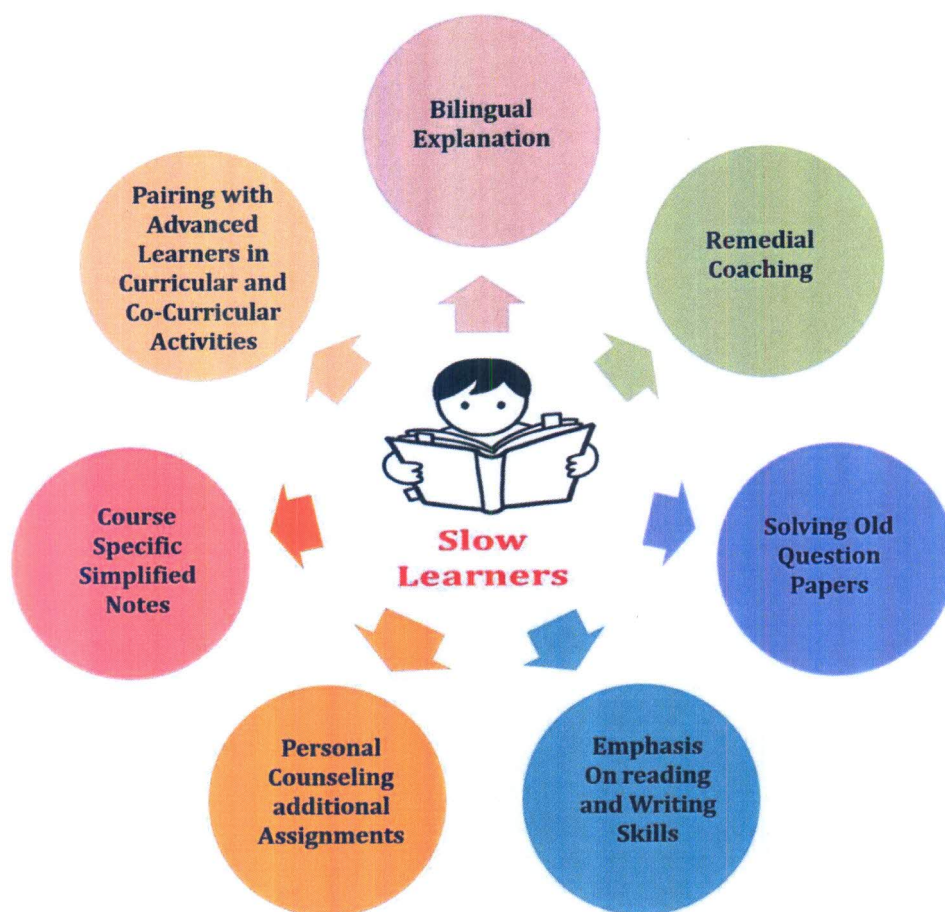 Bilingual
Explanation
Remedial
Coaching
Solving Old
Question
Papers
Emphasis
On reading
and Writing
Skills
Personal
Counseling
additional
Assignments
Course
Specific
Simplified
Notes
Pairing with
Advanced
Learners in
Curricular and
Co-Curricular
Activities
Slow
Learners